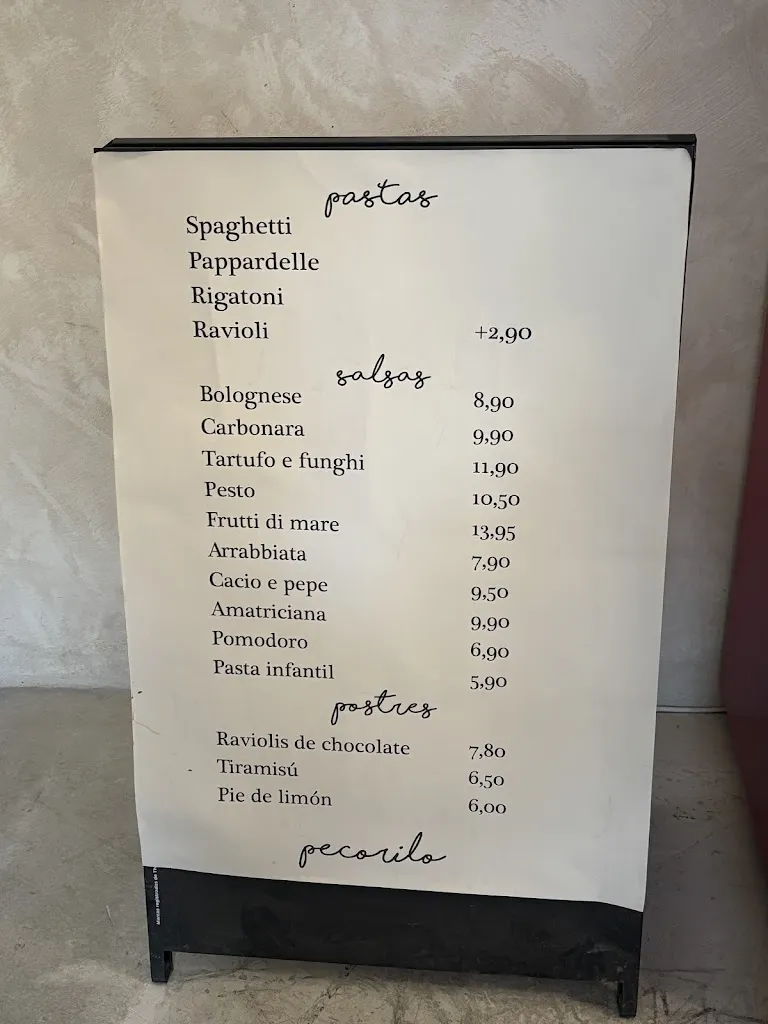 pastas
Spaghetti
Pappardelle
Rigatoni
Ravioli +2,90
salsas
Bolognese 8,90
Carbonara 9,90
Tartufo e funghi 11,90
Pesto 10,50
Frutti di mare 13,95
Arrabbiata 7,90
Cacio e pepe 9,50
Amatriciana 9,90
Pomodoro 6,90
Pasta infantil 5,90
postres
Raviolis de chocolate 7,80
Tiramisú 6,50
Pie de limón 6,00
pecorilo